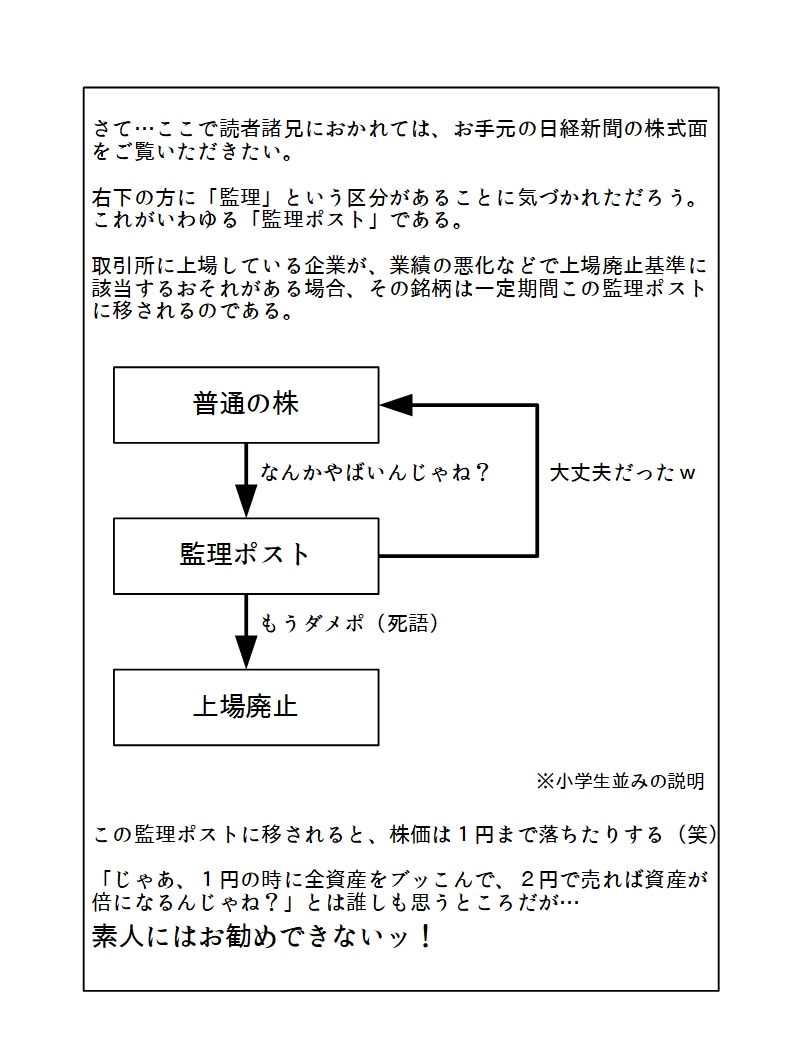 さて…ここで読者諸兄におかれては、お手元の日経新聞の株式面
をご覧いただきたい。
右下の方に「監理」という区分があることに気づかれただろう。
これがいわゆる「監理ポスト」である。
取引所に上場している企業が、業績の悪化などで上場廃止基準に
該当するおそれがある場合、その銘柄は一定期間この監理ポスト
に移されるのである。
普通の株
なんかやばいんじゃね？
大丈夫だったｗ
監理ポスト
もうダメポ（死語）
上場廃止
※小学生並みの説明
この監理ポストに移されると、株価は１円まで落ちたりする（笑）
「じゃあ、１円の時に全資産をブッこんで、２円で売れば資産が
倍になるんじゃね？」とは誰しも思うところだが…
素人にはお勧めできないッ！